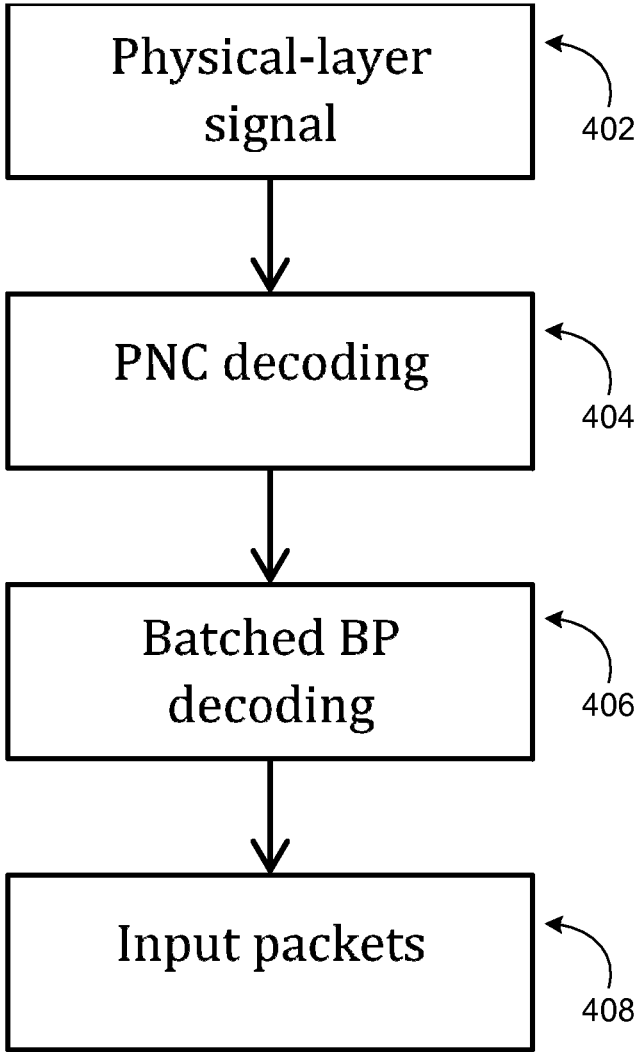 Physical-layer
signal
402
PNC decoding
404
Batched BP
decoding
406
Input packets
408